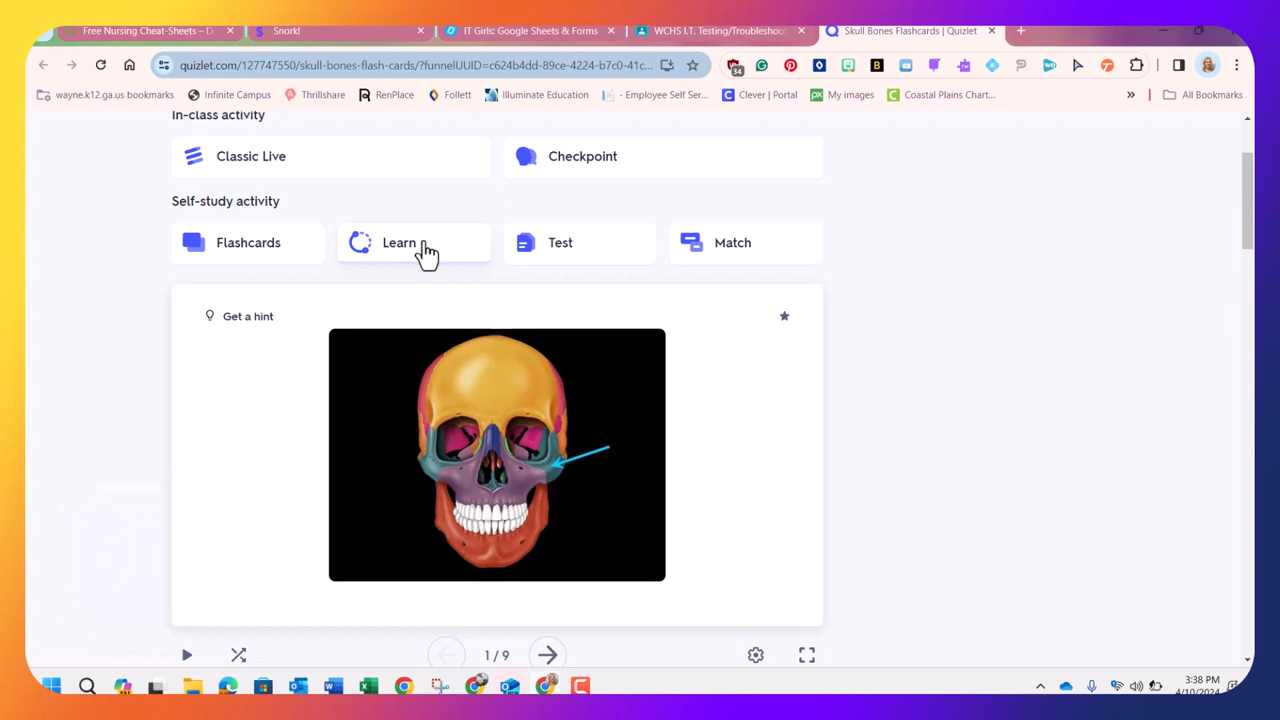 Free Nursing Cheat-Sheets – D
Snorkl
IT Girls: Google Sheets & Forms
WCHS I.T. Testing/Troubleshoo
Skull Bones Flashcards | Quizlet
quizlet.com/127747550/skull-bones-flash-cards/?funnelUUID=c624b4dd-89ce-4224-b7c0-41c...
34
wayne.k12.ga.us bookmarks
Infinite Campus
Thrillshare
RenPlace
Follett
Illuminate Education
- Employee Self Ser...
Clever | Portal
My images
Coastal Plains Chart...
»
All Bookmarks
In-class activity
Classic Live
Checkpoint
Self-study activity
Flashcards
Learn
Test
Match
Get a hint
1 / 9
3:38 PM
4/10/2024